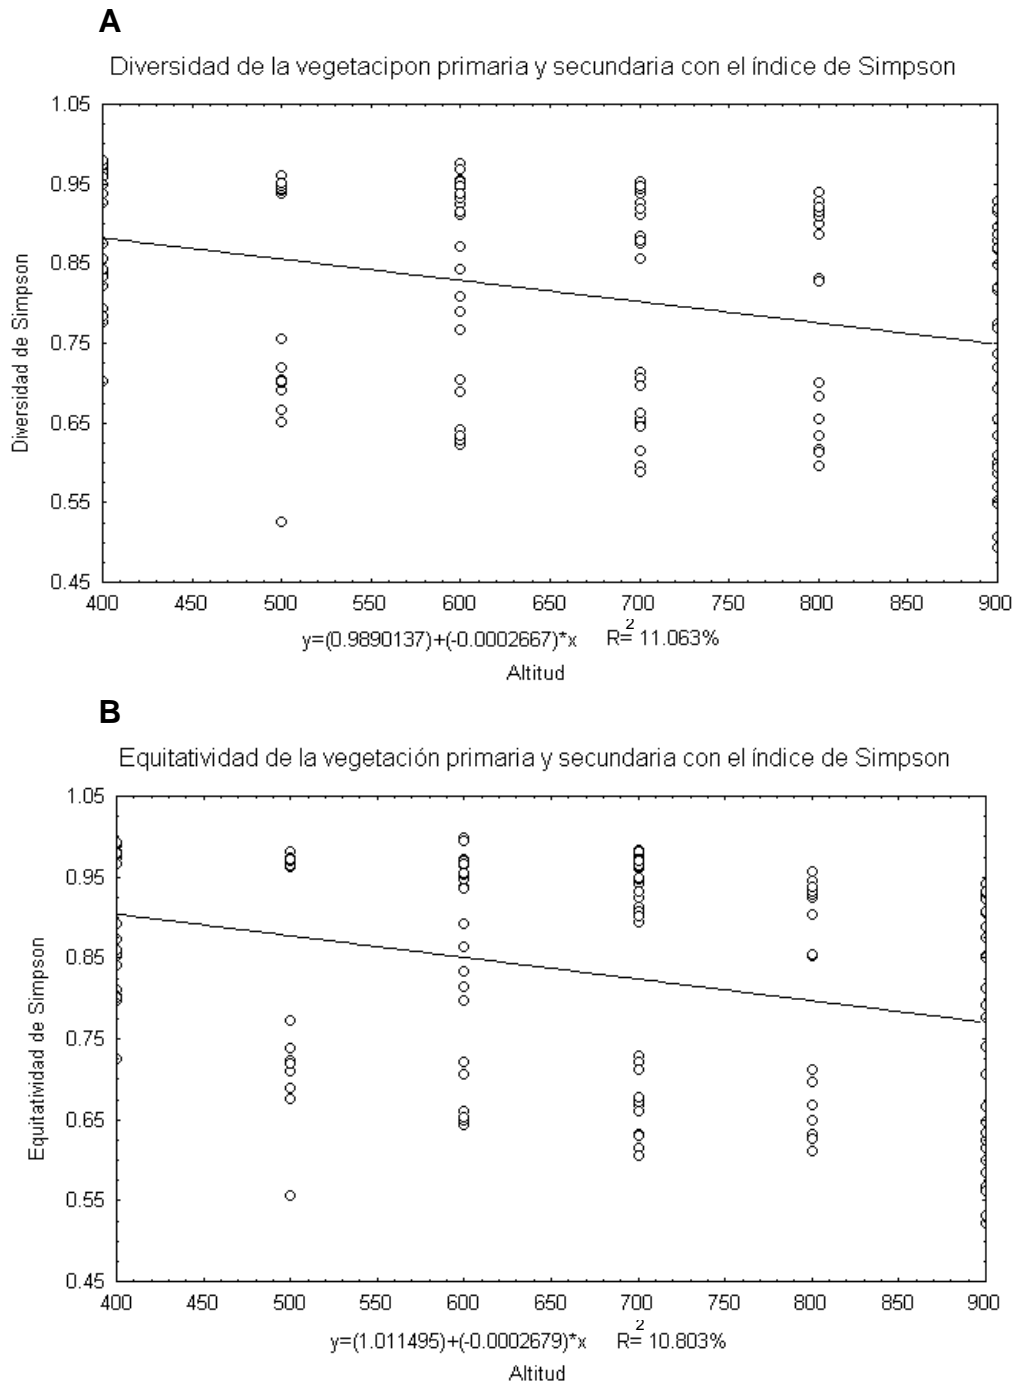 A
Diversidad de la vegetacipon primaria y secundaria con el índice de Simpson
Diversidad de Simpson
1.05
0.95
0.85
0.75
0.65
0.55
0.45
400 450 500 550 600 650 700 750 800 850 900
y=(0.9890137)+(-0.0002667)*x R²= 11.063%
Altitud
B
Equitatividad de la vegetación primaria y secundaria con el índice de Simpson
Equitatividad de Simpson
1.05
0.95
0.85
0.75
0.65
0.55
0.45
400 450 500 550 600 650 700 750 800 850 900
y=(1.011495)+(-0.0002679)*x R²= 10.803%
Altitud